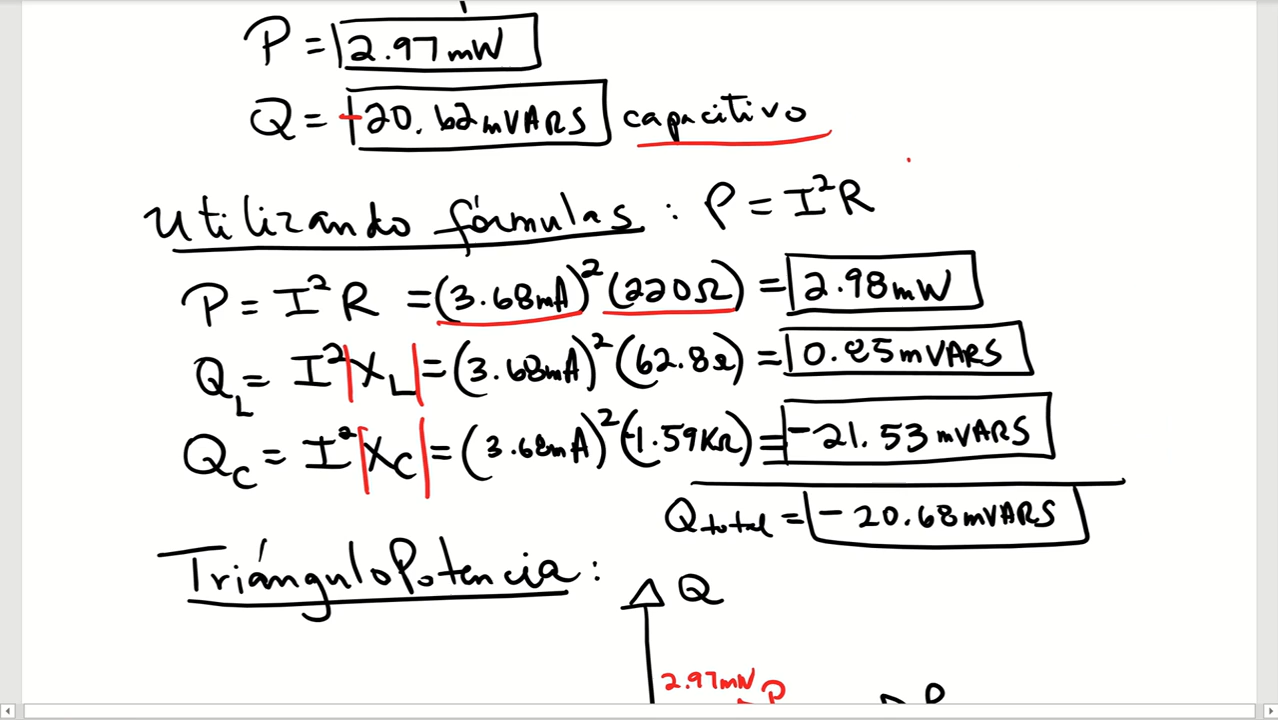 P = 2.97mW
Q = -20.62mVARS capacitivo
Utilizando fórmulas : P = I²R
P = I²R = (3.68mA)² (220Ω) = 2.98mW
Q_L = I²|X_L| = (3.68mA)² (62.8Ω) = 0.85mVARS
Q_C = I²|X_C| = (3.68mA)² (-1.59KΩ) = -21.53mVARS
Q_total = -20.68mVARS
Triángulo Potencia :
Q
2.97mW P
P